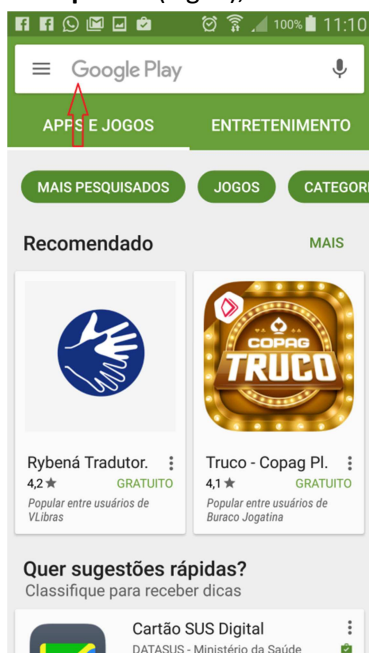 100% 11:10
Google Play
APPS E JOGOS ENTRETENIMENTO
MAIS PESQUISADOS JOGOS CATEGORI
Recomendado MAIS
COPAG
TRUCO
Rybená Tradutor. Truco - Copag Pl.
4,2★ GRATUITO 4,1★ GRATUITO
Popular entre usuários de Popular entre usuários de
VLibras Buraco Jogatina
Quer sugestões rápidas?
Classifique para receber dicas
Cartão SUS Digital
DATASUS - Ministério da Saúde